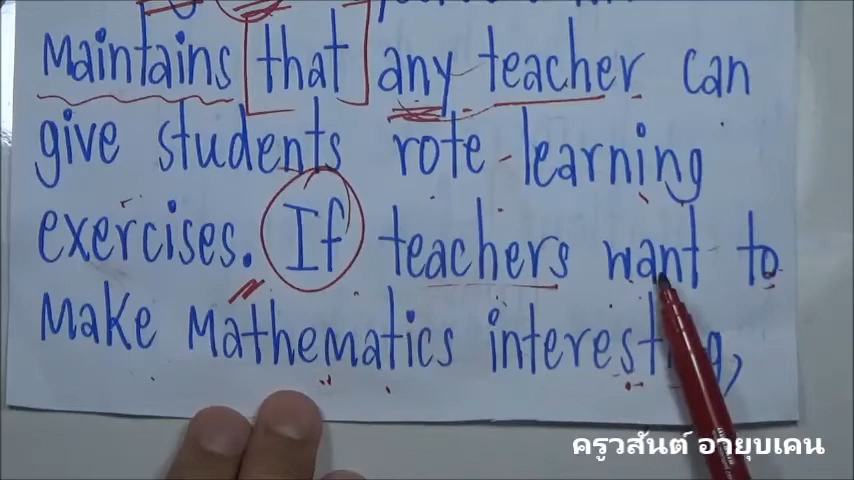 Maintains that any teacher can
give students rote-learning
exercises. If teachers want to
make mathematics interesting,
ครูวสันต์ อายุบเคน